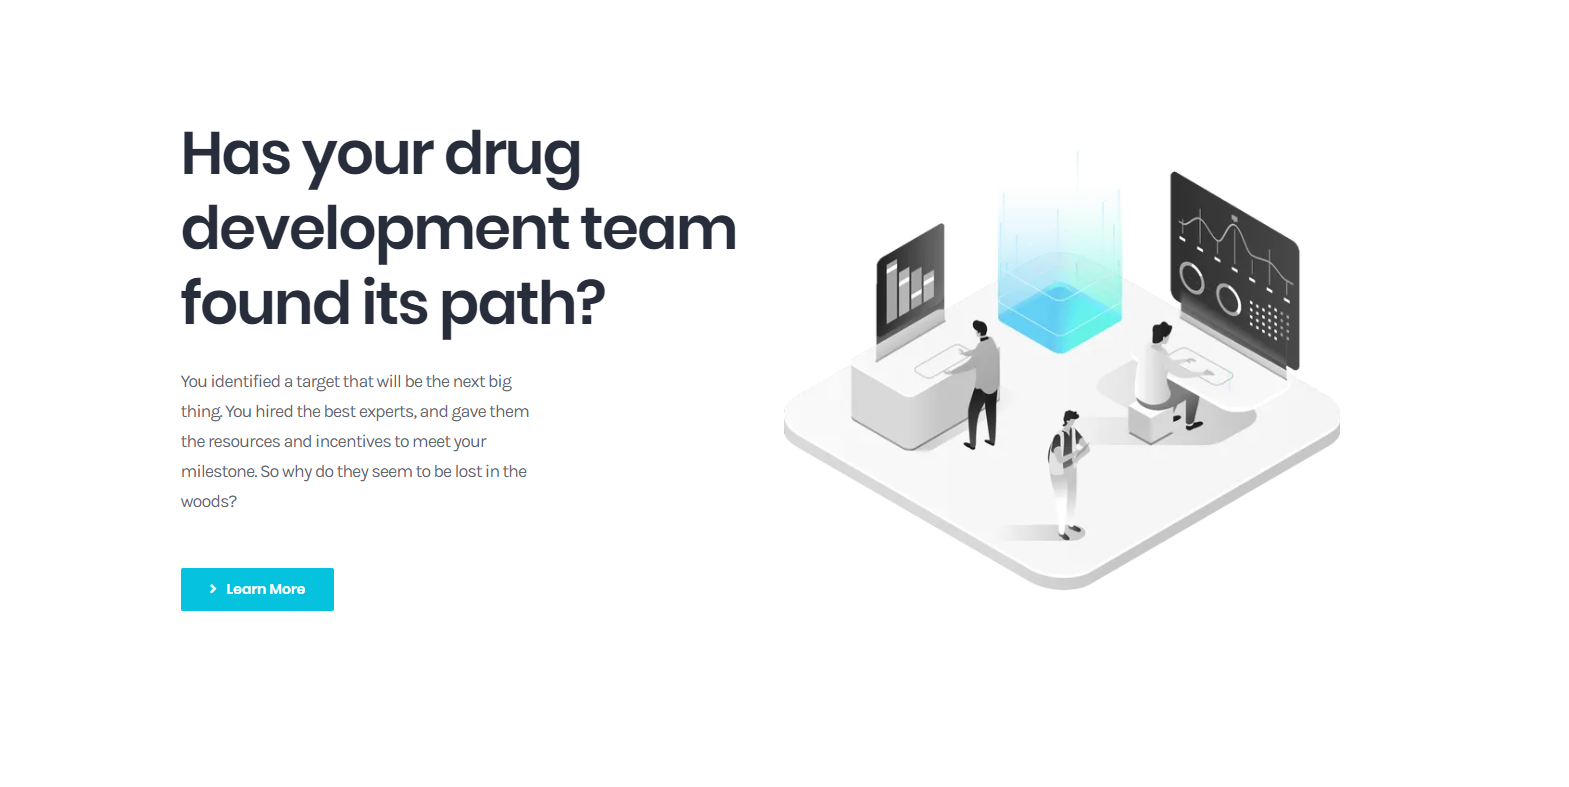 Has your drug
development team
found its path?
You identified a target that will be the next big
thing. You hired the best experts, and gave them
the resources and incentives to meet your
milestone. So why do they seem to be lost in the
woods?
Learn More